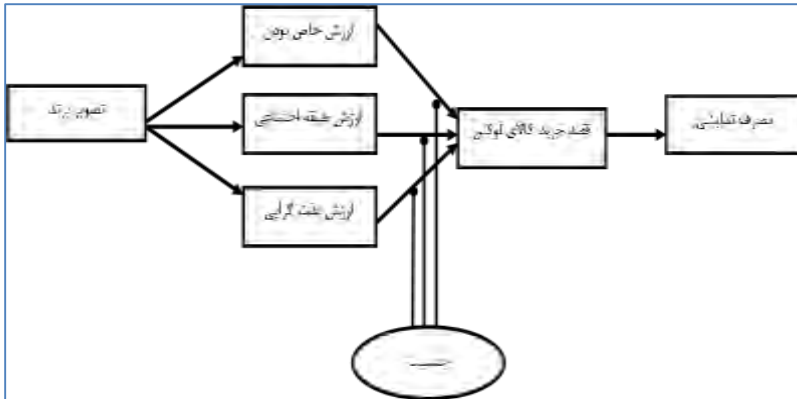 ارزش خاص بودن
تصویر برند
ارزش طبقه اجتماعی
قصد خرید کالای لوکس
مصرف نمایشی
ارزش لذت گرایی